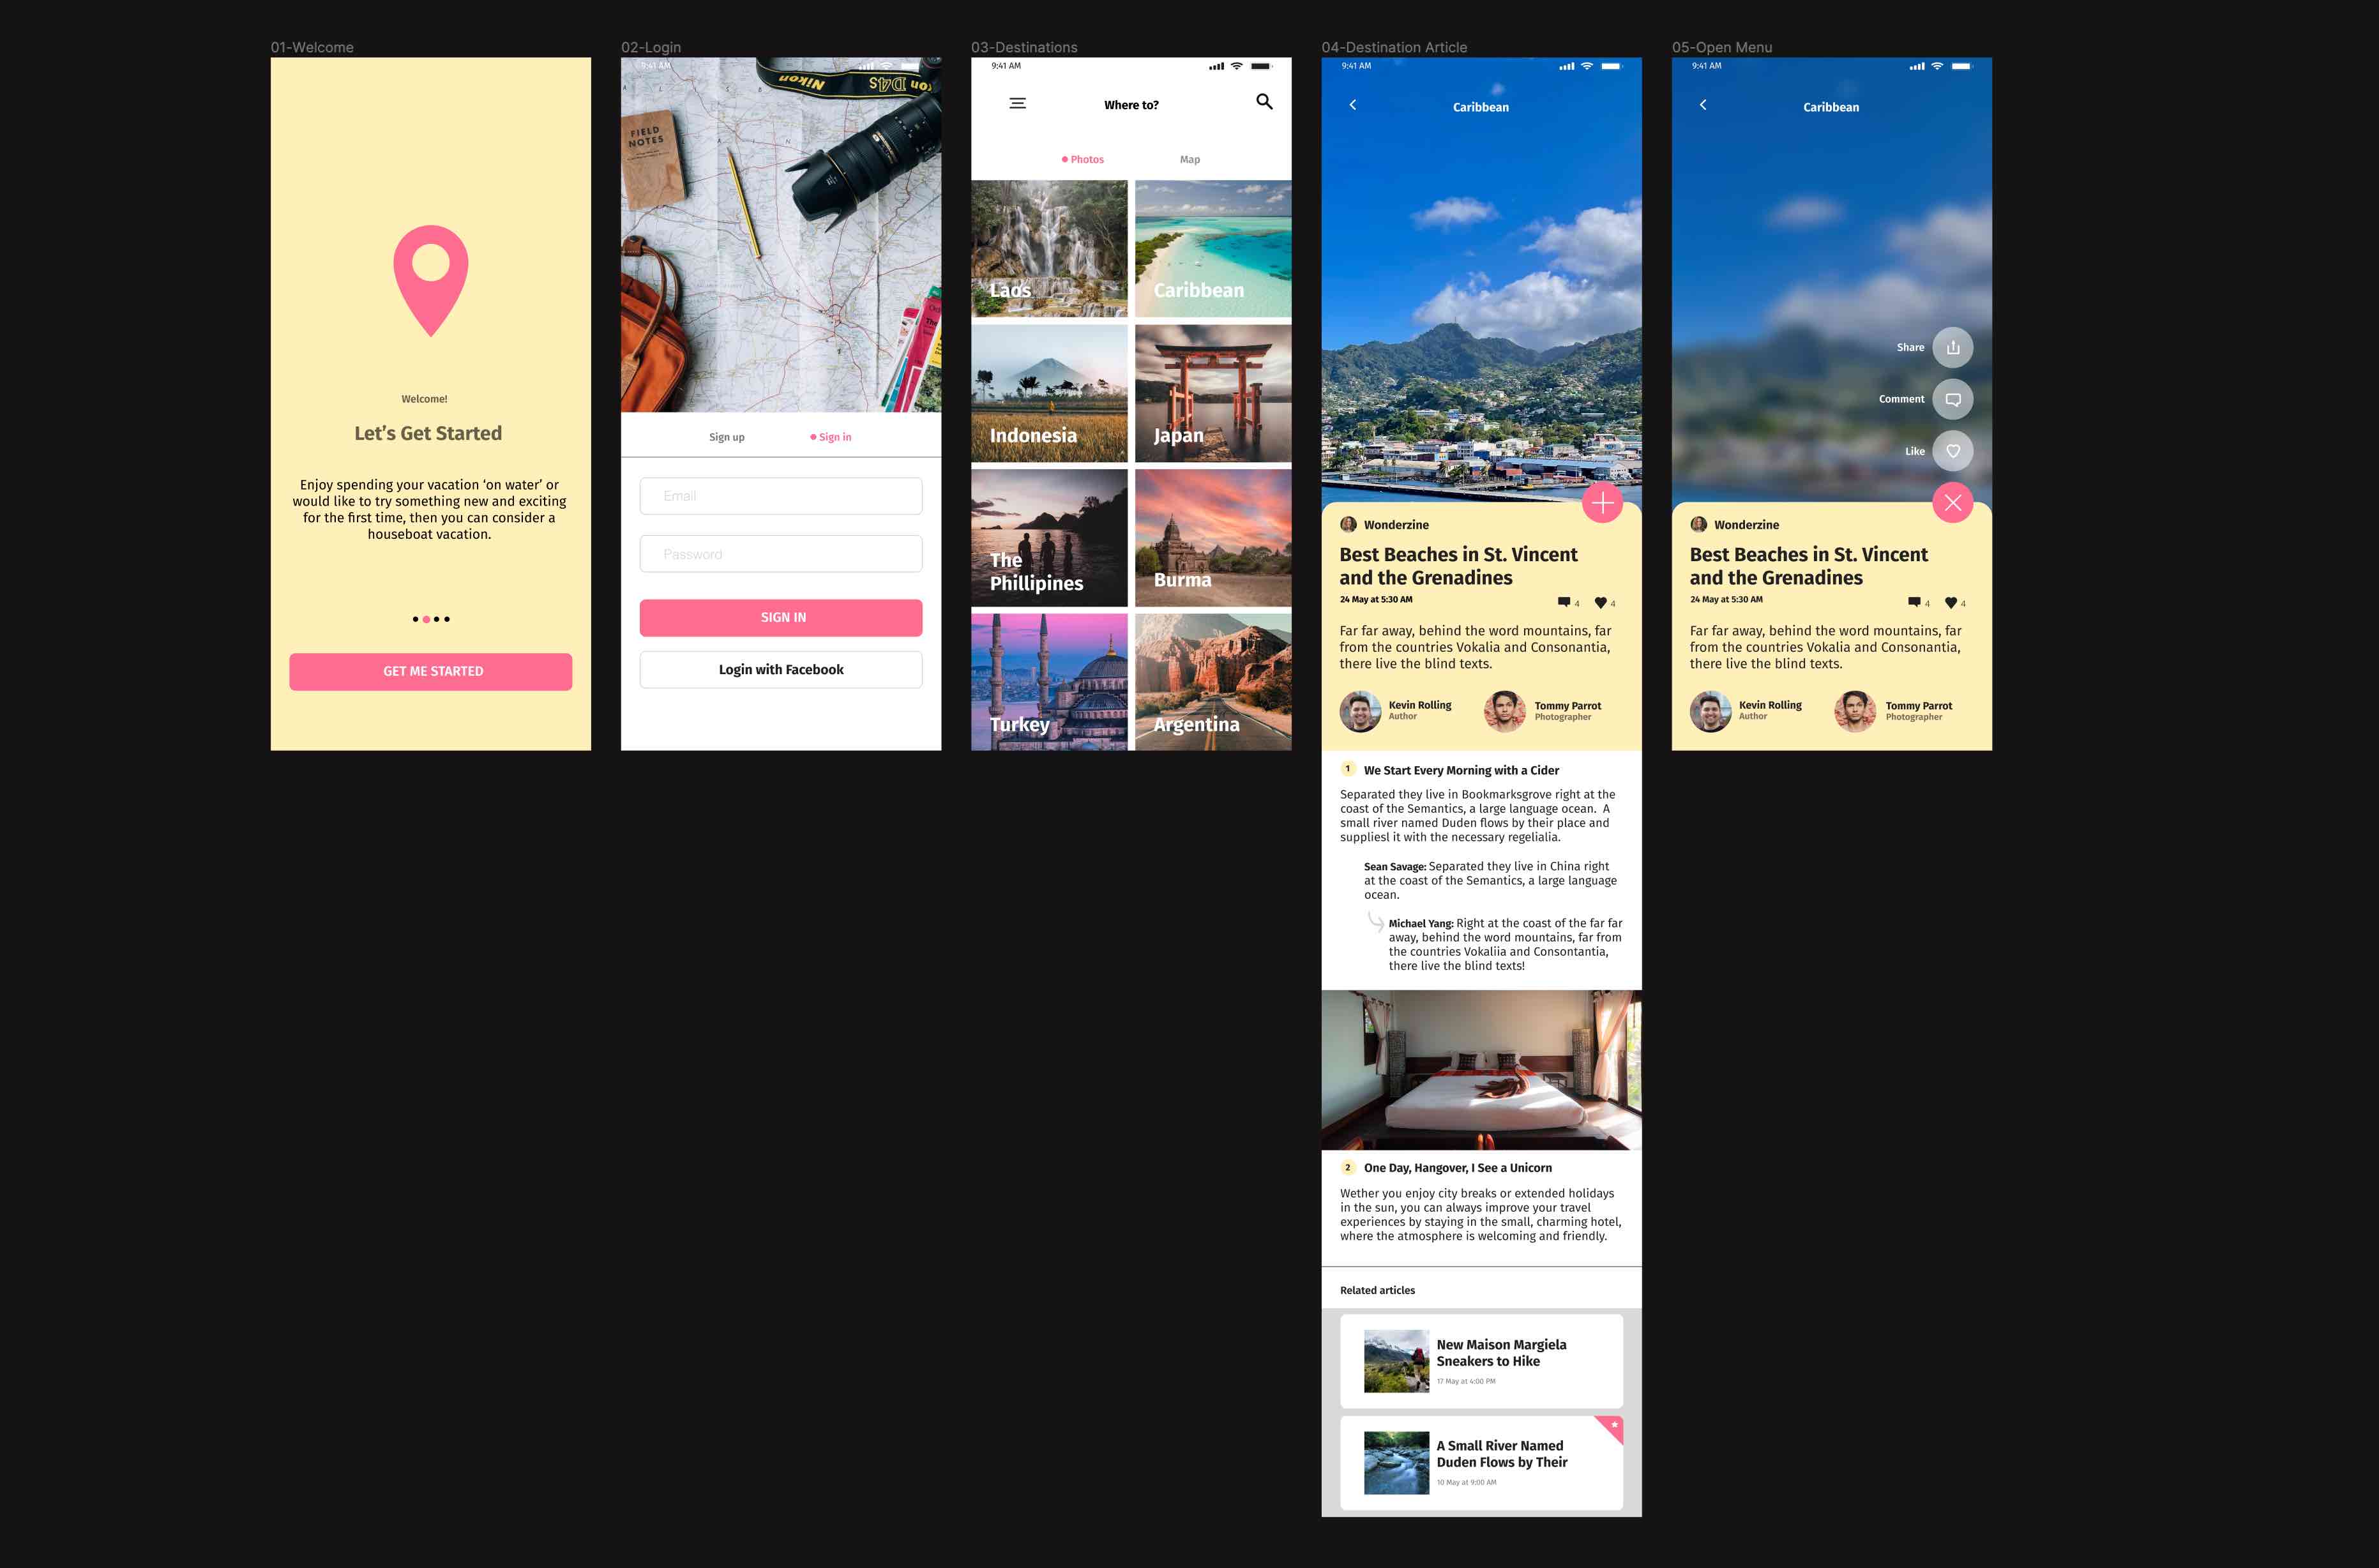 01-Welcome
Welcome!
Let’s Get Started
Enjoy spending your vacation ‘on water’ or
would like to try something new and exciting
for the first time, then you can consider a
houseboat vacation.
GET ME STARTED
02-Login
9:41 AM
Nikon
on D4S
FIELD
NOTES
Sign up
Sign in
Email
Password
SIGN IN
Login with Facebook
03-Destinations
9:41 AM
Where to?
Photos
Map
Laos
Caribbean
Indonesia
Japan
The
Phillipines
Burma
Turkey
Argentina
04-Destination Article
9:41 AM
Caribbean
Wonderzine
Best Beaches in St. Vincent
and the Grenadines
24 May at 5:30 AM
4
4
Far far away, behind the word mountains, far
from the countries Vokalia and Consonantia,
there live the blind texts.
Kevin Rolling
Author
Tommy Parrot
Photographer
1
We Start Every Morning with a Cider
Separated they live in Bookmarksgrove right at the
coast of the Semantics, a large language ocean. A
small river named Duden flows by their place and
suppliesl it with the necessary regelialia.
Sean Savage: Separated they live in China right
at the coast of the Semantics, a large language
ocean.
Michael Yang: Right at the coast of the far far
away, behind the word mountains, far from
the countries Vokaliia and Consontantia,
there live the blind texts!
2
One Day, Hangover, I See a Unicorn
Wether you enjoy city breaks or extended holidays
in the sun, you can always improve your travel
experiences by staying in the small, charming hotel,
where the atmosphere is welcoming and friendly.
Related articles
New Maison Margiela
Sneakers to Hike
17 May at 4:00 PM
A Small River Named
Duden Flows by Their
10 May at 9:00 AM
05-Open Menu
9:41 AM
Caribbean
Share
Comment
Like
Wonderzine
Best Beaches in St. Vincent
and the Grenadines
24 May at 5:30 AM
4
4
Far far away, behind the word mountains, far
from the countries Vokalia and Consonantia,
there live the blind texts.
Kevin Rolling
Author
Tommy Parrot
Photographer